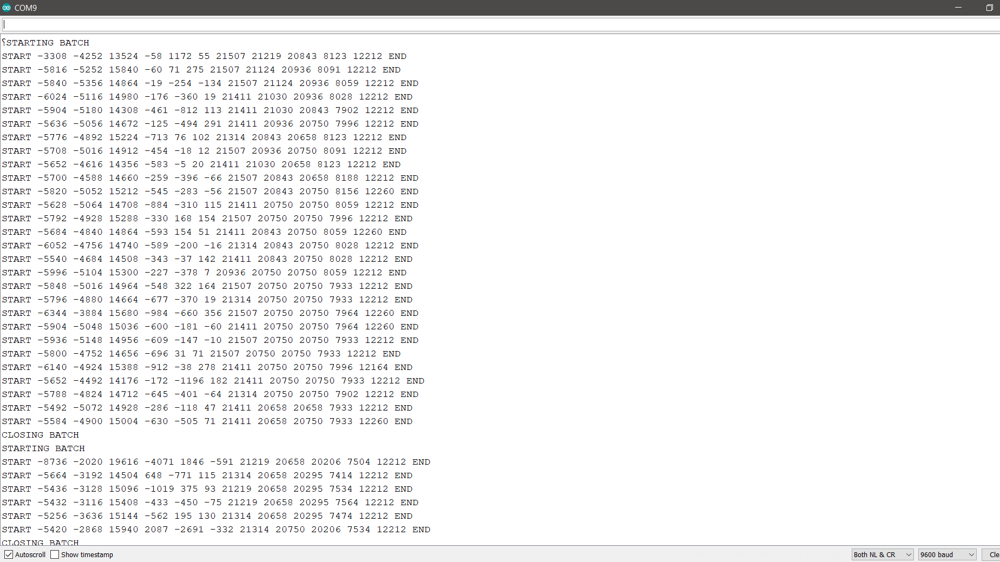 COM9
⸮STARTING BATCH
START -3308 -4252 13524 -58 1172 55 21507 21219 20843 8123 12212 END
START -5816 -5252 15840 -60 71 275 21507 21124 20936 8091 12212 END
START -5840 -5356 14864 -19 -254 -134 21507 21124 20936 8059 12212 END
START -6024 -5116 14980 -176 -360 19 21411 21030 20936 8028 12212 END
START -5904 -5180 14308 -461 -812 113 21411 21030 20843 7902 12212 END
START -5636 -5056 14672 -125 -494 291 21411 20936 20750 7996 12212 END
START -5776 -4892 15224 -713 76 102 21314 20843 20658 8123 12212 END
START -5708 -5016 14912 -454 -18 12 21507 20936 20750 8091 12212 END
START -5652 -4616 14356 -583 -5 20 21411 21030 20658 8123 12212 END
START -5700 -4588 14660 -259 -396 -66 21507 20843 20658 8188 12212 END
START -5820 -5052 15212 -545 -283 -56 21507 20843 20750 8156 12260 END
START -5628 -5064 14708 -884 -310 115 21411 20750 20750 8059 12212 END
START -5792 -4928 15288 -330 168 154 21507 20750 20750 7996 12212 END
START -5684 -4840 14864 -593 154 51 21411 20843 20750 8059 12260 END
START -6052 -4756 14740 -589 -200 -16 21314 20843 20750 8028 12212 END
START -5540 -4684 14508 -343 -37 142 21411 20843 20750 8028 12212 END
START -5996 -5104 15300 -227 -378 7 20936 20750 20750 8059 12212 END
START -5848 -5016 14964 -548 322 164 21507 20750 20750 7933 12212 END
START -5796 -4880 14664 -677 -370 19 21314 20750 20750 7933 12212 END
START -6344 -3884 15680 -984 -660 356 21507 20750 20750 7964 12260 END
START -5904 -5048 15036 -600 -181 -60 21411 20750 20750 7964 12260 END
START -5936 -5148 14956 -609 -147 -10 21507 20750 20750 7933 12212 END
START -5800 -4752 14656 -696 31 71 21507 20750 20750 7933 12212 END
START -6140 -4924 15388 -912 -38 278 21411 20750 20750 7996 12164 END
START -5652 -4492 14176 -172 -1196 182 21411 20750 20750 7933 12212 END
START -5788 -4824 14712 -645 -401 -64 21314 20750 20750 7902 12212 END
START -5492 -5072 14928 -286 -118 47 21411 20658 20658 7933 12212 END
START -5584 -4900 15004 -630 -505 71 21411 20658 20750 7933 12260 END
CLOSING BATCH
STARTING BATCH
START -8736 -2020 19616 -4071 1846 -591 21219 20658 20206 7504 12212 END
START -5664 -3192 14504 648 -771 115 21314 20658 20295 7414 12212 END
START -5436 -3128 15096 -1019 375 93 21219 20658 20295 7534 12212 END
START -5432 -3116 15408 -433 -450 -75 21219 20658 20295 7564 12212 END
START -5256 -3636 15144 -562 195 130 21314 20658 20295 7474 12212 END
START -5420 -2868 15940 2087 -2691 -332 21314 20750 20206 7534 12212 END
CLOSING BATCH
Autoscroll Show timestamp Both NL & CR 9600 baud Cle